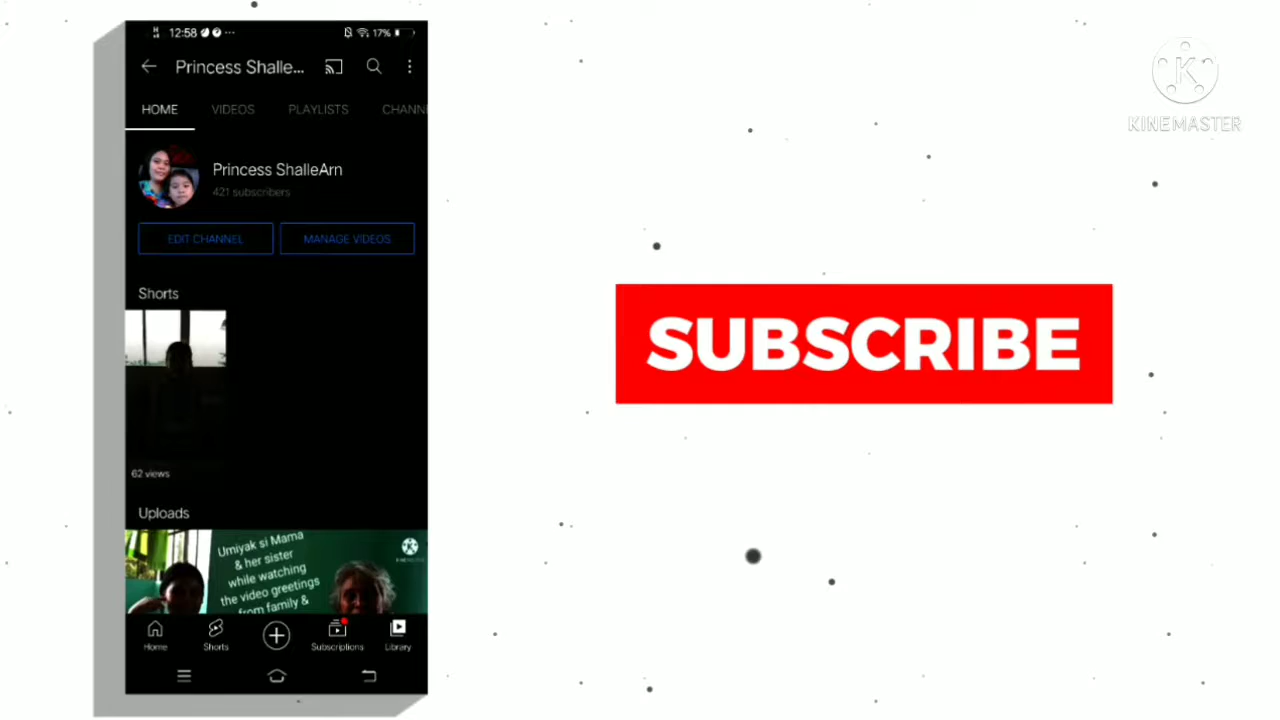 12:58
17%
Princess Shalle...
HOME VIDEOS PLAYLISTS CHANN
Princess ShalleArn
421 subscribers
EDIT CHANNEL MANAGE VIDEOS
Shorts
62 views
Uploads
Umiyak si Mama
& her sister
while watching
the video greetings
from family &
KINEMASTER
Home Shorts Subscriptions Library
SUBSCRIBE
K
KINEMASTER